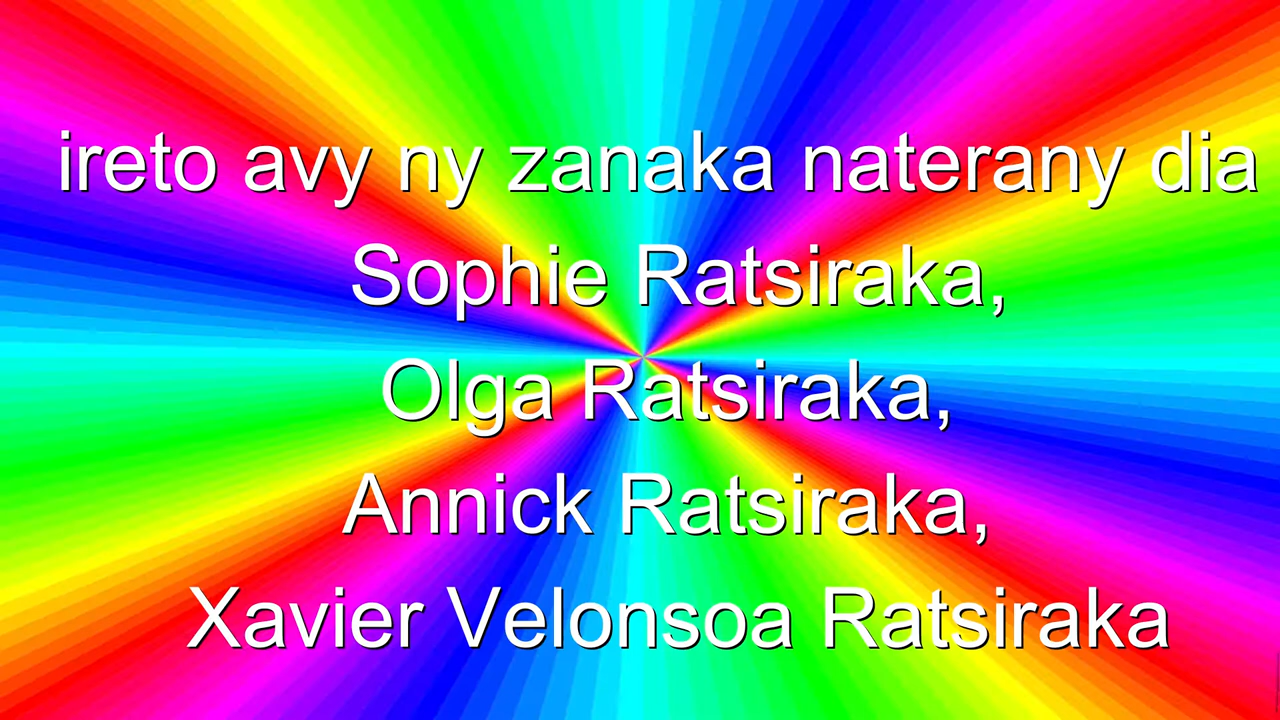 ireto avy ny zanaka naterany dia
Sophie Ratsiraka,
Olga Ratsiraka,
Annick Ratsiraka,
Xavier Velonsoa Ratsiraka